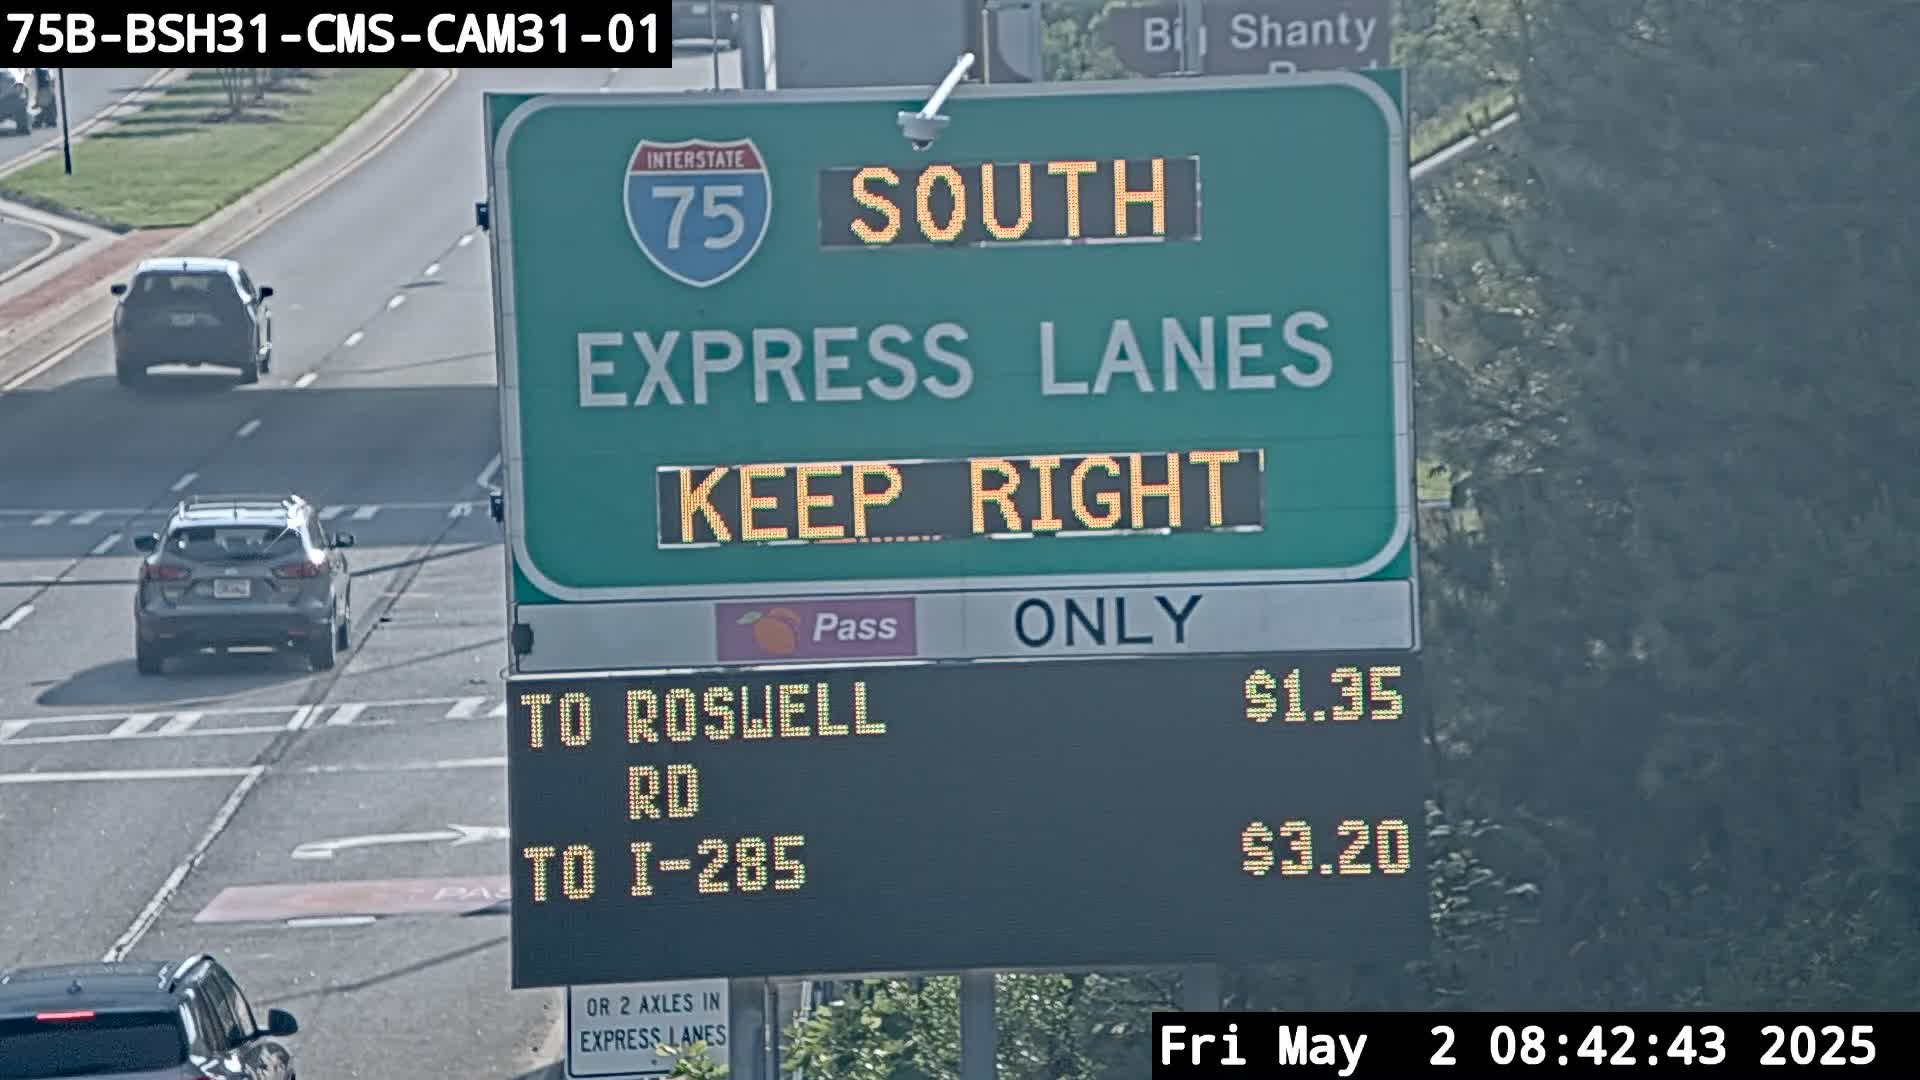 75B-BSH31-CMS-CAM31-01
Big Shanty
Road
INTERSTATE
75
SOUTH
EXPRESS LANES
KEEP RIGHT
Pass ONLY
TO ROSWELL $1.35
RD
TO I-285 $3.20
OR 2 AXLES IN
EXPRESS LANES
Fri May 2 08:42:43 2025